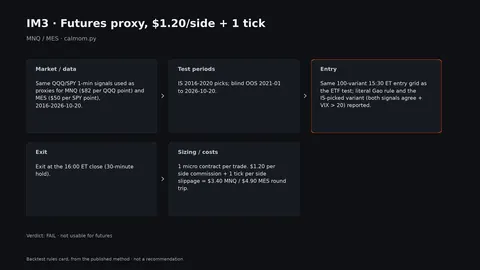 IM3 · Futures proxy, $1.20/side + 1 tick
MNQ / MES · calmom.py
Market / data
Same QQQ/SPY 1-min signals used as
proxies for MNQ ($82 per QQQ point) and
MES ($50 per SPY point).
2016-2026-10-20.
›
Test periods
IS 2016-2020 picks; blind OOS 2021-01
to 2026-10-20.
›
Entry
Same 100-variant 15:30 ET entry grid as
the ETF test; literal Gao rule and the
IS-picked variant (both signals agree +
VIX > 20) reported.
Exit
Exit at the 16:00 ET close (30-minute
hold).
›
Sizing / costs
1 micro contract per trade. $1.20 per
side commission + 1 tick per side
slippage = $3.40 MNQ / $4.90 MES round
trip.
Verdict: FAIL · not usable for futures
Backtest rules card, from the published method · not a recommendation.